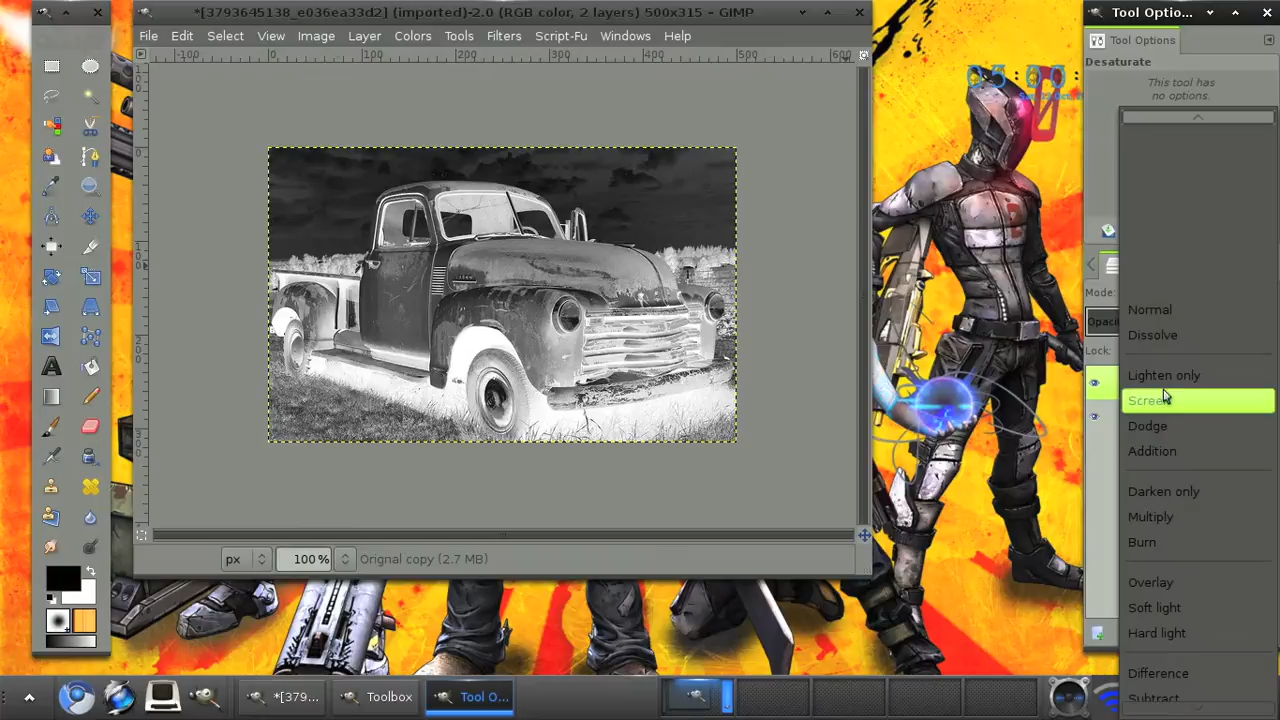 *[3793645138_e036ea33d2] (imported)-2.0 (RGB color, 2 layers) 500x315 – GIMP
Tool Optio...
File Edit Select View Image Layer Colors Tools Filters Script-Fu Windows Help
Tool Options
-100 0 100 200 300 400 500 600
Desaturate
This tool has
no options.
Mode:
Opaci
Lock:
Normal
Dissolve
Lighten only
Screen
Dodge
Addition
Darken only
Multiply
Burn
Overlay
Soft light
Hard light
Difference
Subtract
px 100 % Orignal copy (2.7 MB)
*[379... Toolbox Tool O...